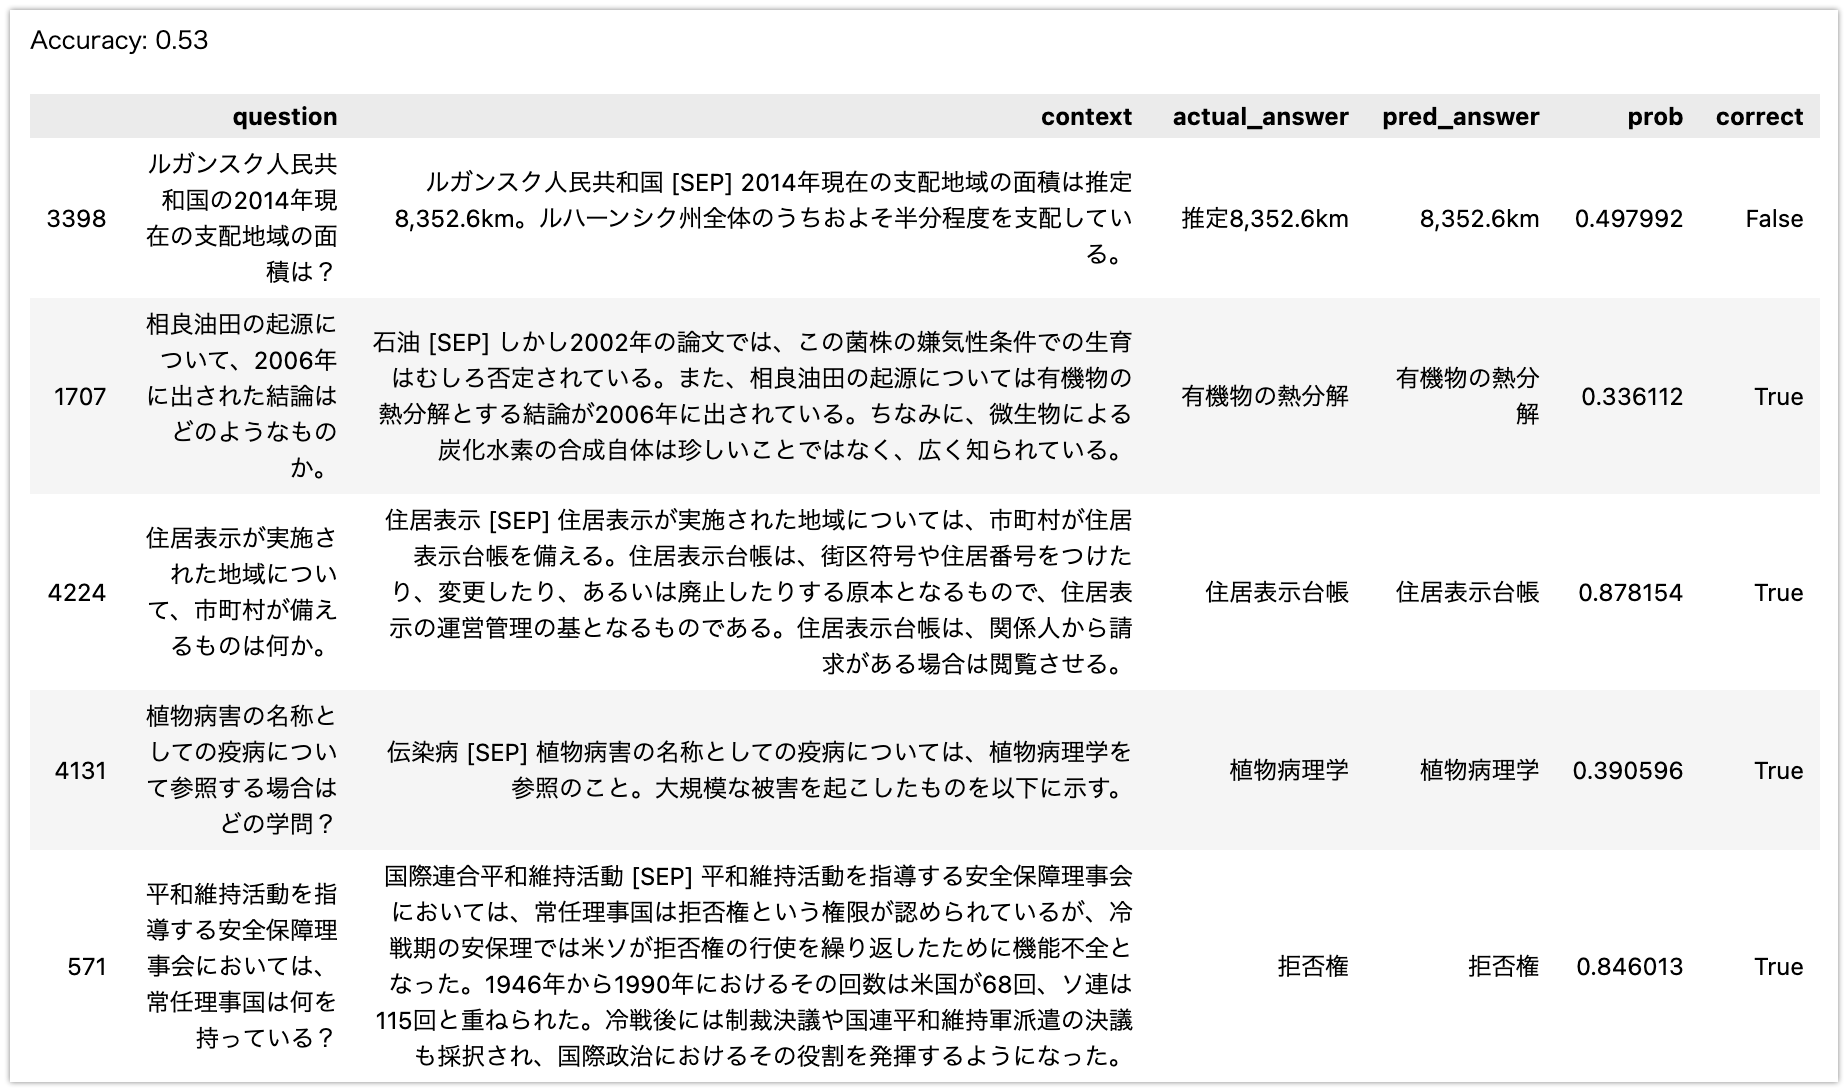 Accuracy: 0.53
question context actual_answer pred_answer prob correct
3398
ルガンスク人民共
和国の2014年現
在の支配地域の面
積は？
ルガンスク人民共和国 [SEP] 2014年現在の支配地域の面積は推定
8,352.6km。ルハーンシク州全体のうちおよそ半分程度を支配してい
る。
推定8,352.6km
8,352.6km
0.497992
False
1707
相良油田の起源に
ついて、2006年
に出された結論は
どのようなもの
か。
石油 [SEP] しかし2002年の論文では、この菌株の嫌気性条件での生育
はむしろ否定されている。また、相良油田の起源については有機物の
熱分解とする結論が2006年に出されている。ちなみに、微生物による
炭化水素の合成自体は珍しいことではなく、広く知られている。
有機物の熱分解
有機物の熱分
解
0.336112
True
4224
住居表示が実施さ
れた地域につい
て、市町村が備え
るものは何か。
住居表示 [SEP] 住居表示が実施された地域については、市町村が住居
表示台帳を備える。住居表示台帳は、街区符号や住居番号をつけた
り、変更したり、あるいは廃止したりする原本となるもので、住居表
示の運営管理の基となるものである。住居表示台帳は、関係人から請
求がある場合は閲覧させる。
住居表示台帳
住居表示台帳
0.878154
True
4131
植物病害の名称と
しての疫病につい
て参照する場合は
どの学問？
伝染病 [SEP] 植物病害の名称としての疫病については、植物病理学を
参照のこと。大規模な被害を起こしたものを以下に示す。
植物病理学
植物病理学
0.390596
True
571
平和維持活動を指
導する安全保障理
事会においては、
常任理事国は何を
持っている？
国際連合平和維持活動 [SEP] 平和維持活動を指導する安全保障理事会
においては、常任理事国は拒否権という権限が認められているが、冷
戦期の安保理では米ソが拒否権の行使を繰り返したために機能不全と
なった。1946年から1990年におけるその回数は米国が68回、ソ連は
115回と重ねられた。冷戦後には制裁決議や国連平和維持軍派遣の決議
も採択され、国際政治におけるその役割を発揮するようになった。
拒否権
拒否権
0.846013
True